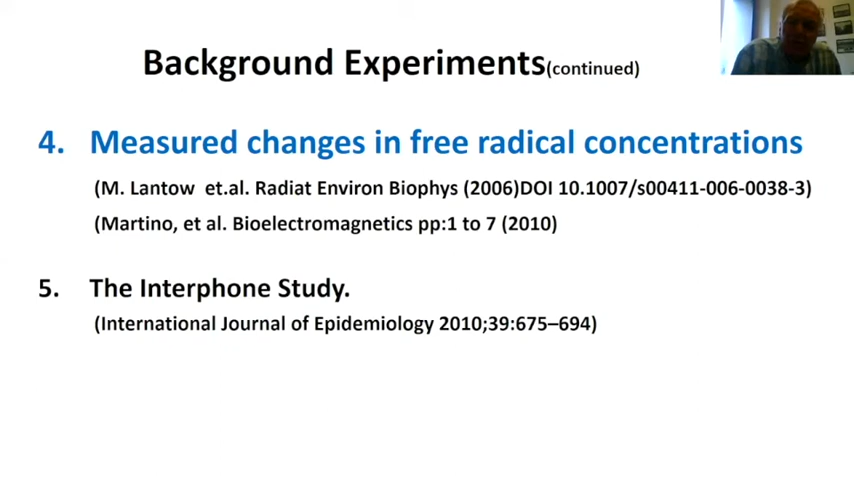 Background Experiments(continued)
4. Measured changes in free radical concentrations
(M. Lantow et.al. Radiat Environ Biophys (2006)DOI 10.1007/s00411-006-0038-3)
(Martino, et al. Bioelectromagnetics pp:1 to 7 (2010)
5. The Interphone Study.
(International Journal of Epidemiology 2010;39:675–694)